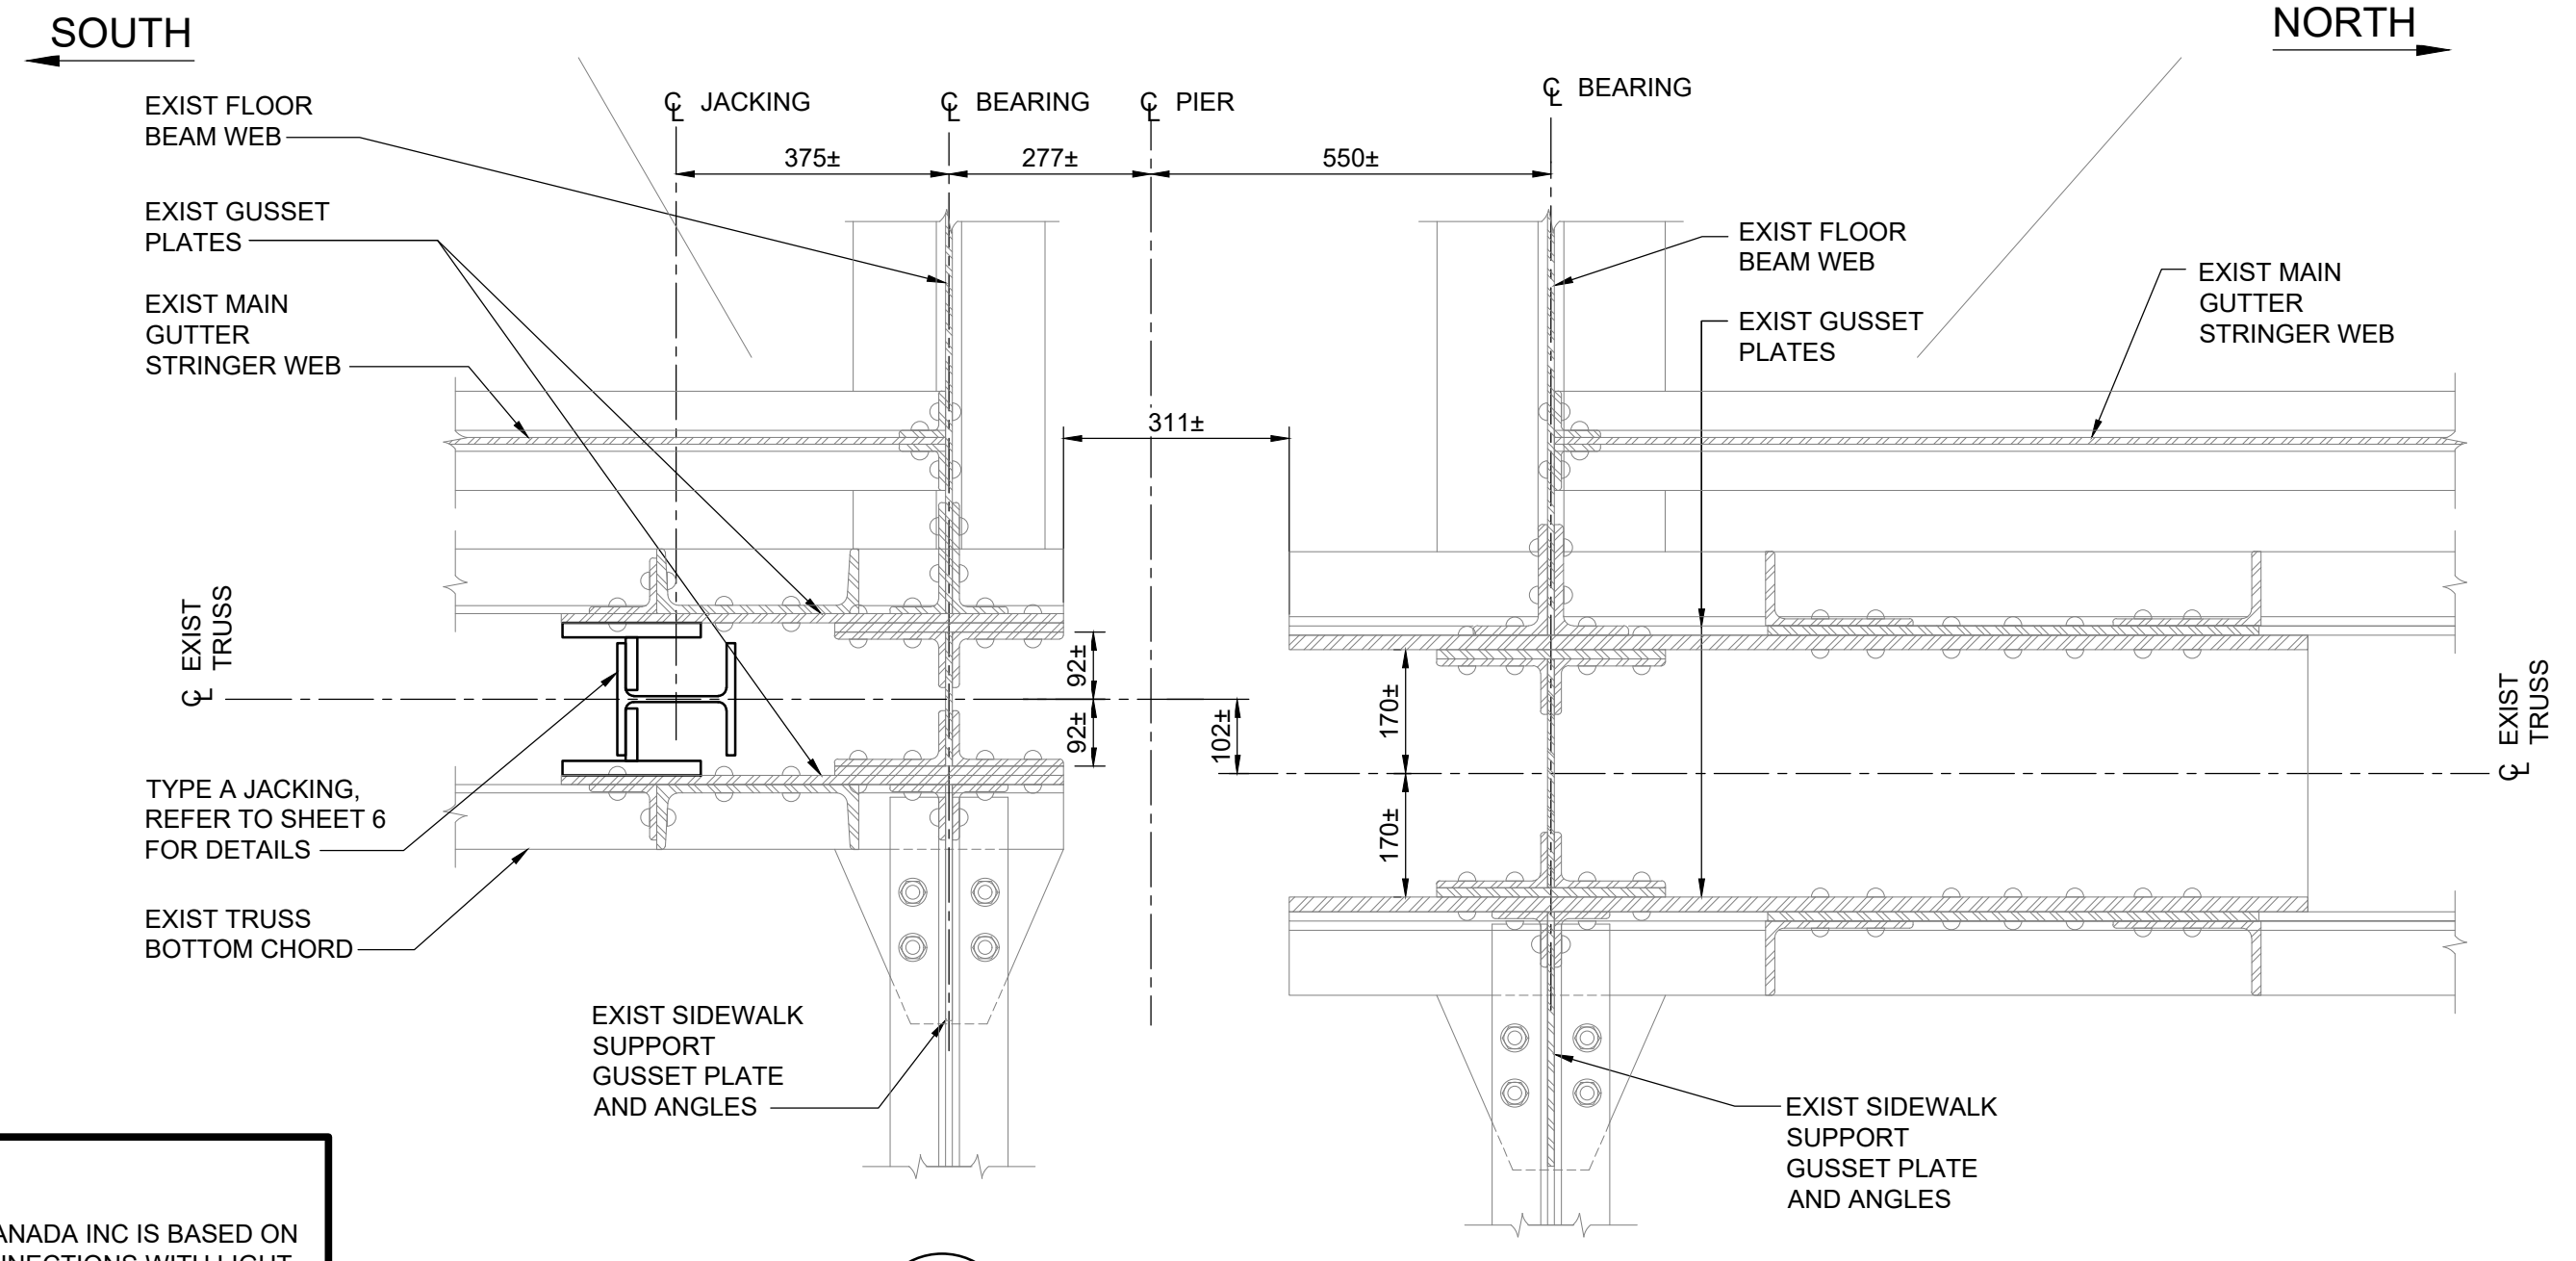 SOUTH
NORTH
EXIST FLOOR
BEAM WEB
℄ JACKING
℄ BEARING
℄ PIER
℄ BEARING
375±
277±
550±
EXIST GUSSET
PLATES
EXIST MAIN
GUTTER
STRINGER WEB
EXIST FLOOR
BEAM WEB
EXIST GUSSET
PLATES
EXIST MAIN
GUTTER
STRINGER WEB
311±
℄ EXIST
TRUSS
92±
92±
102±
170±
170±
℄ EXIST
TRUSS
TYPE A JACKING,
REFER TO SHEET 6
FOR DETAILS
EXIST TRUSS
BOTTOM CHORD
EXIST SIDEWALK
SUPPORT
GUSSET PLATE
AND ANGLES
EXIST SIDEWALK
SUPPORT
GUSSET PLATE
AND ANGLES
ANADA INC IS BASED ON
WITH LIGHT